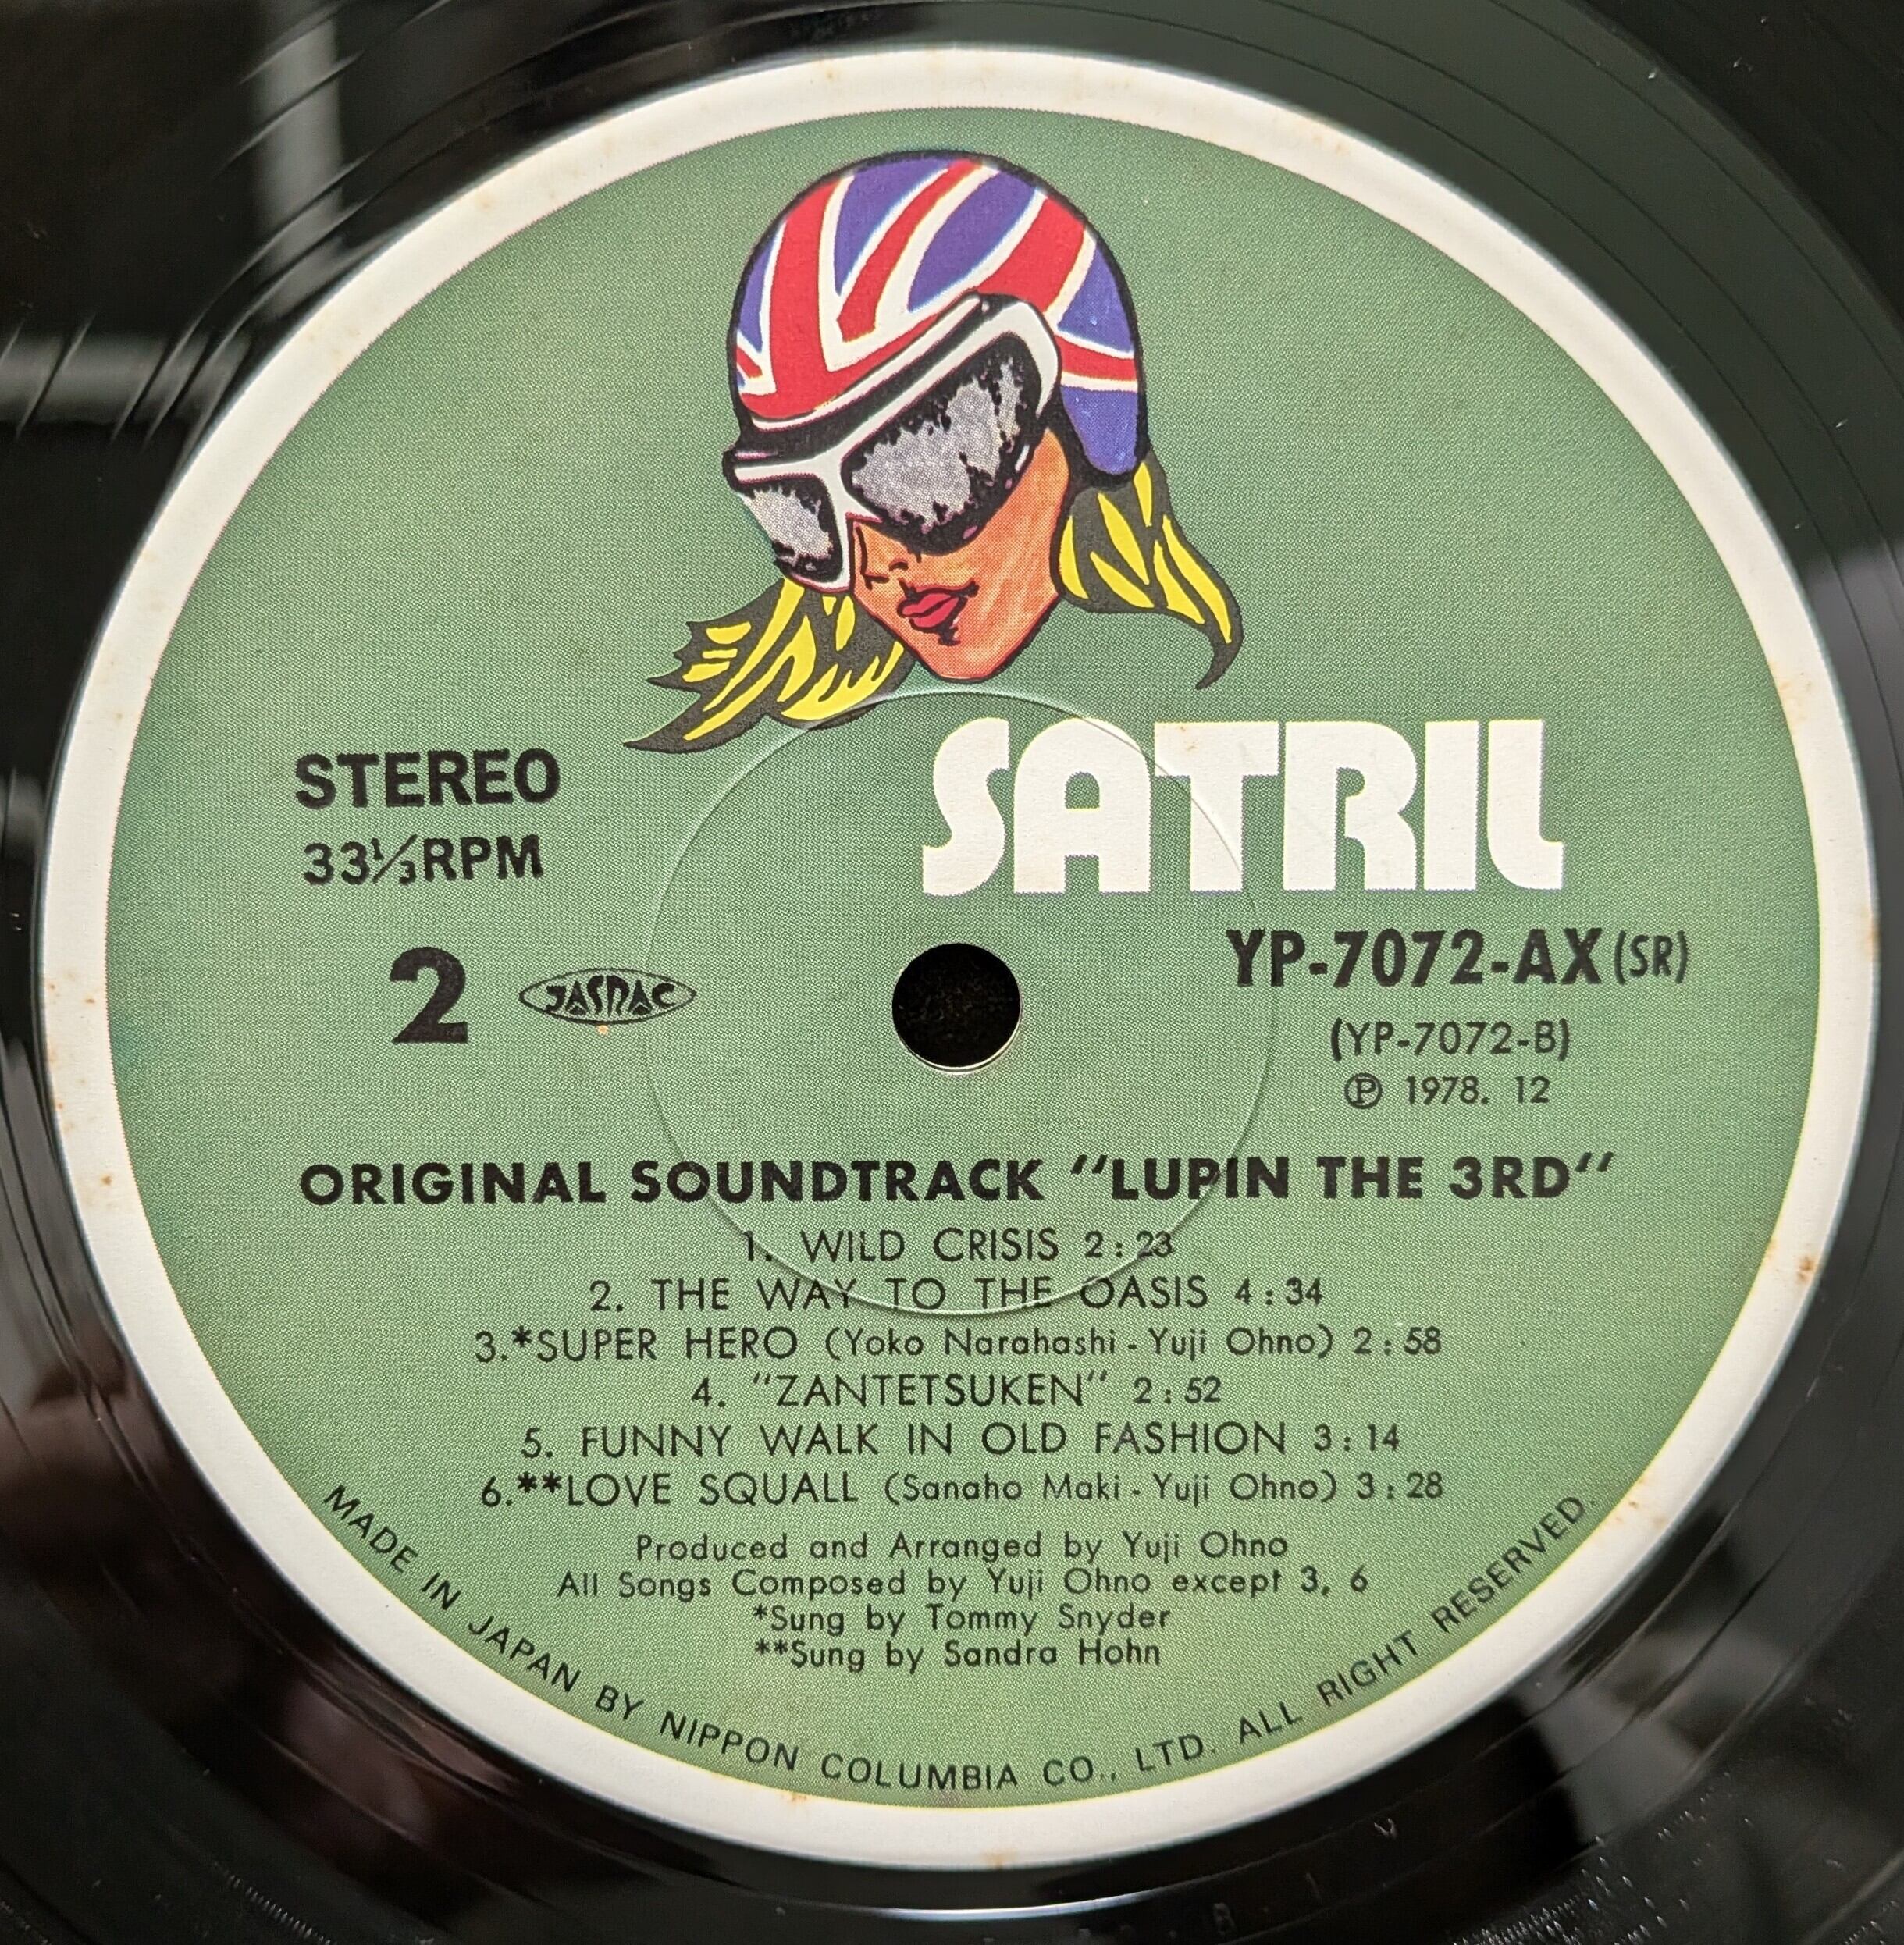 SATRIL
STEREO
33⅓RPM
2
JASRAC
YP-7072-AX(SR)
(YP-7072-B)
Ⓟ 1978. 12
ORIGINAL SOUNDTRACK “LUPIN THE 3RD“
1. WILD CRISIS 2:23
2. THE WAY TO THE OASIS 4:34
3.*SUPER HERO (Yoko Narahashi-Yuji Ohno) 2:58
4. “ZANTETSUKEN” 2:52
5. FUNNY WALK IN OLD FASHION 3:14
6.**LOVE SQUALL (Sanaho Maki-Yuji Ohno) 3:28
Produced and Arranged by Yuji Ohno
All Songs Composed by Yuji Ohno except 3, 6
*Sung by Tommy Snyder
**Sung by Sandra Hohn
MADE IN JAPAN BY NIPPON COLUMBIA CO., LTD. ALL RIGHT RESERVED.